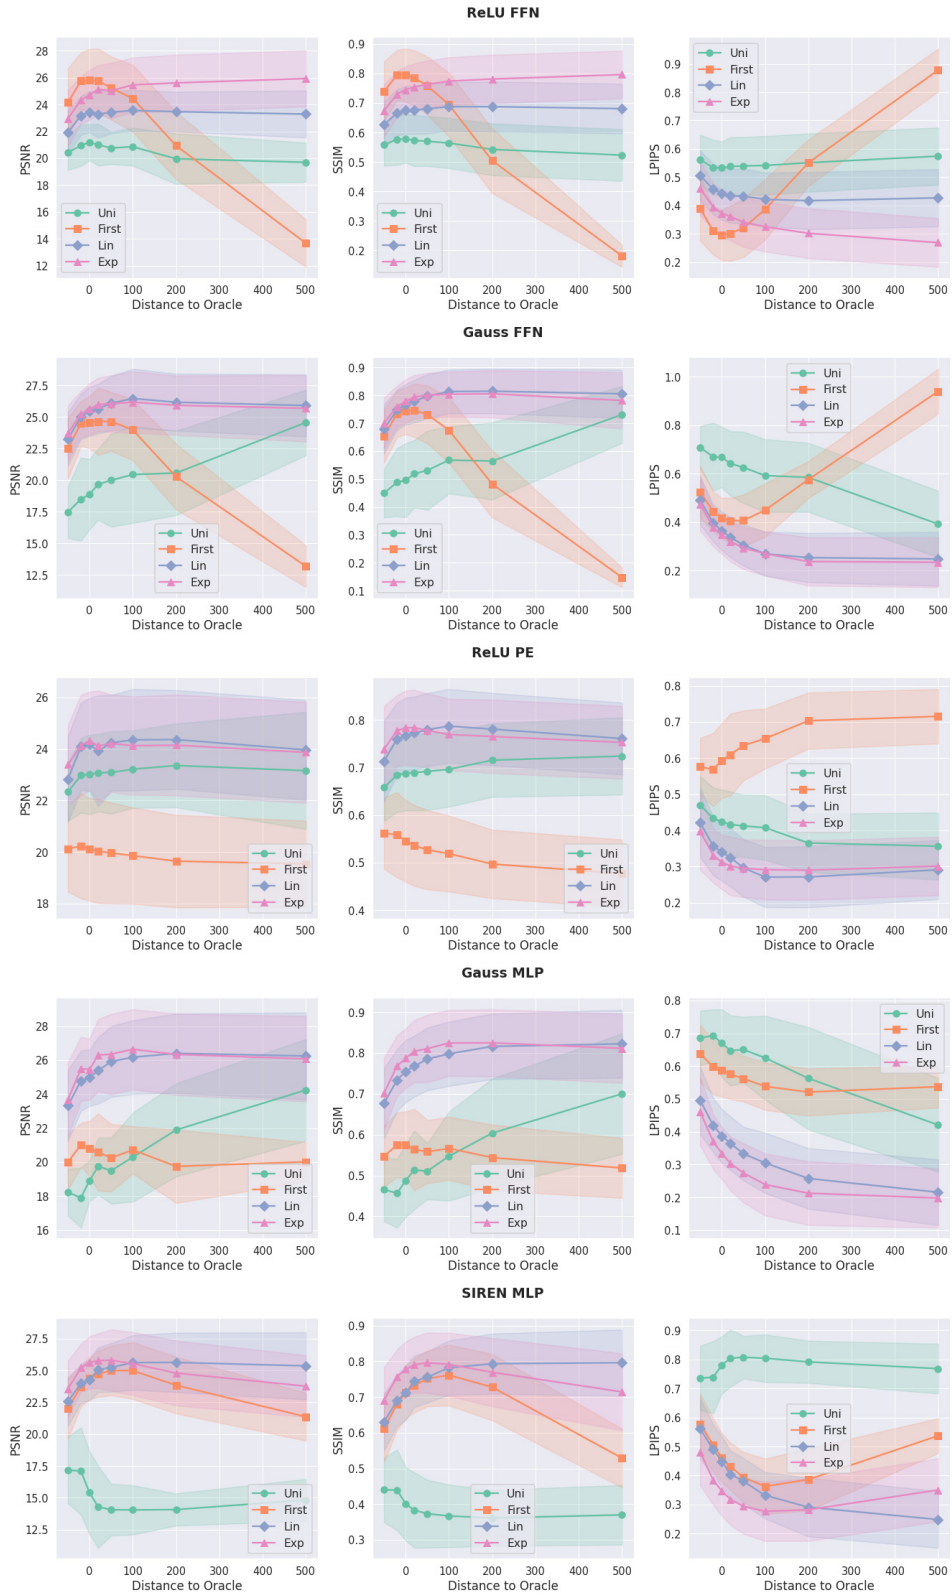 ReLU FFN
28
26
24
22
20
18
16
14
12
PSNR
Uni
First
Lin
Exp
0 100 200 300 400 500
Distance to Oracle
0.9
0.8
0.7
0.6
0.5
0.4
0.3
0.2
SSIM
Uni
First
Lin
Exp
0 100 200 300 400 500
Distance to Oracle
0.9
0.8
0.7
0.6
0.5
0.4
0.3
0.2
LPIPS
Uni
First
Lin
Exp
0 100 200 300 400 500
Distance to Oracle
Gauss FFN
27.5
25.0
22.5
20.0
17.5
15.0
12.5
PSNR
Uni
First
Lin
Exp
0 100 200 300 400 500
Distance to Oracle
0.9
0.8
0.7
0.6
0.5
0.4
0.3
0.2
0.1
SSIM
Uni
First
Lin
Exp
0 100 200 300 400 500
Distance to Oracle
1.0
0.8
0.6
0.4
0.2
LPIPS
Uni
First
Lin
Exp
0 100 200 300 400 500
Distance to Oracle
ReLU PE
26
24
22
20
18
PSNR
Uni
First
Lin
Exp
0 100 200 300 400 500
Distance to Oracle
0.8
0.7
0.6
0.5
0.4
SSIM
Uni
First
Lin
Exp
0 100 200 300 400 500
Distance to Oracle
0.8
0.7
0.6
0.5
0.4
0.3
0.2
LPIPS
Uni
First
Lin
Exp
0 100 200 300 400 500
Distance to Oracle
Gauss MLP
28
26
24
22
20
18
16
PSNR
Uni
First
Lin
Exp
0 100 200 300 400 500
Distance to Oracle
0.9
0.8
0.7
0.6
0.5
0.4
SSIM
Uni
First
Lin
Exp
0 100 200 300 400 500
Distance to Oracle
0.8
0.7
0.6
0.5
0.4
0.3
0.2
0.1
LPIPS
Uni
First
Lin
Exp
0 100 200 300 400 500
Distance to Oracle
SIREN MLP
27.5
25.0
22.5
20.0
17.5
15.0
12.5
PSNR
Uni
First
Lin
Exp
0 100 200 300 400 500
Distance to Oracle
0.9
0.8
0.7
0.6
0.5
0.4
0.3
SSIM
Uni
First
Lin
Exp
0 100 200 300 400 500
Distance to Oracle
0.9
0.8
0.7
0.6
0.5
0.4
0.3
0.2
LPIPS
Uni
First
Lin
Exp
0 100 200 300 400 500
Distance to Oracle